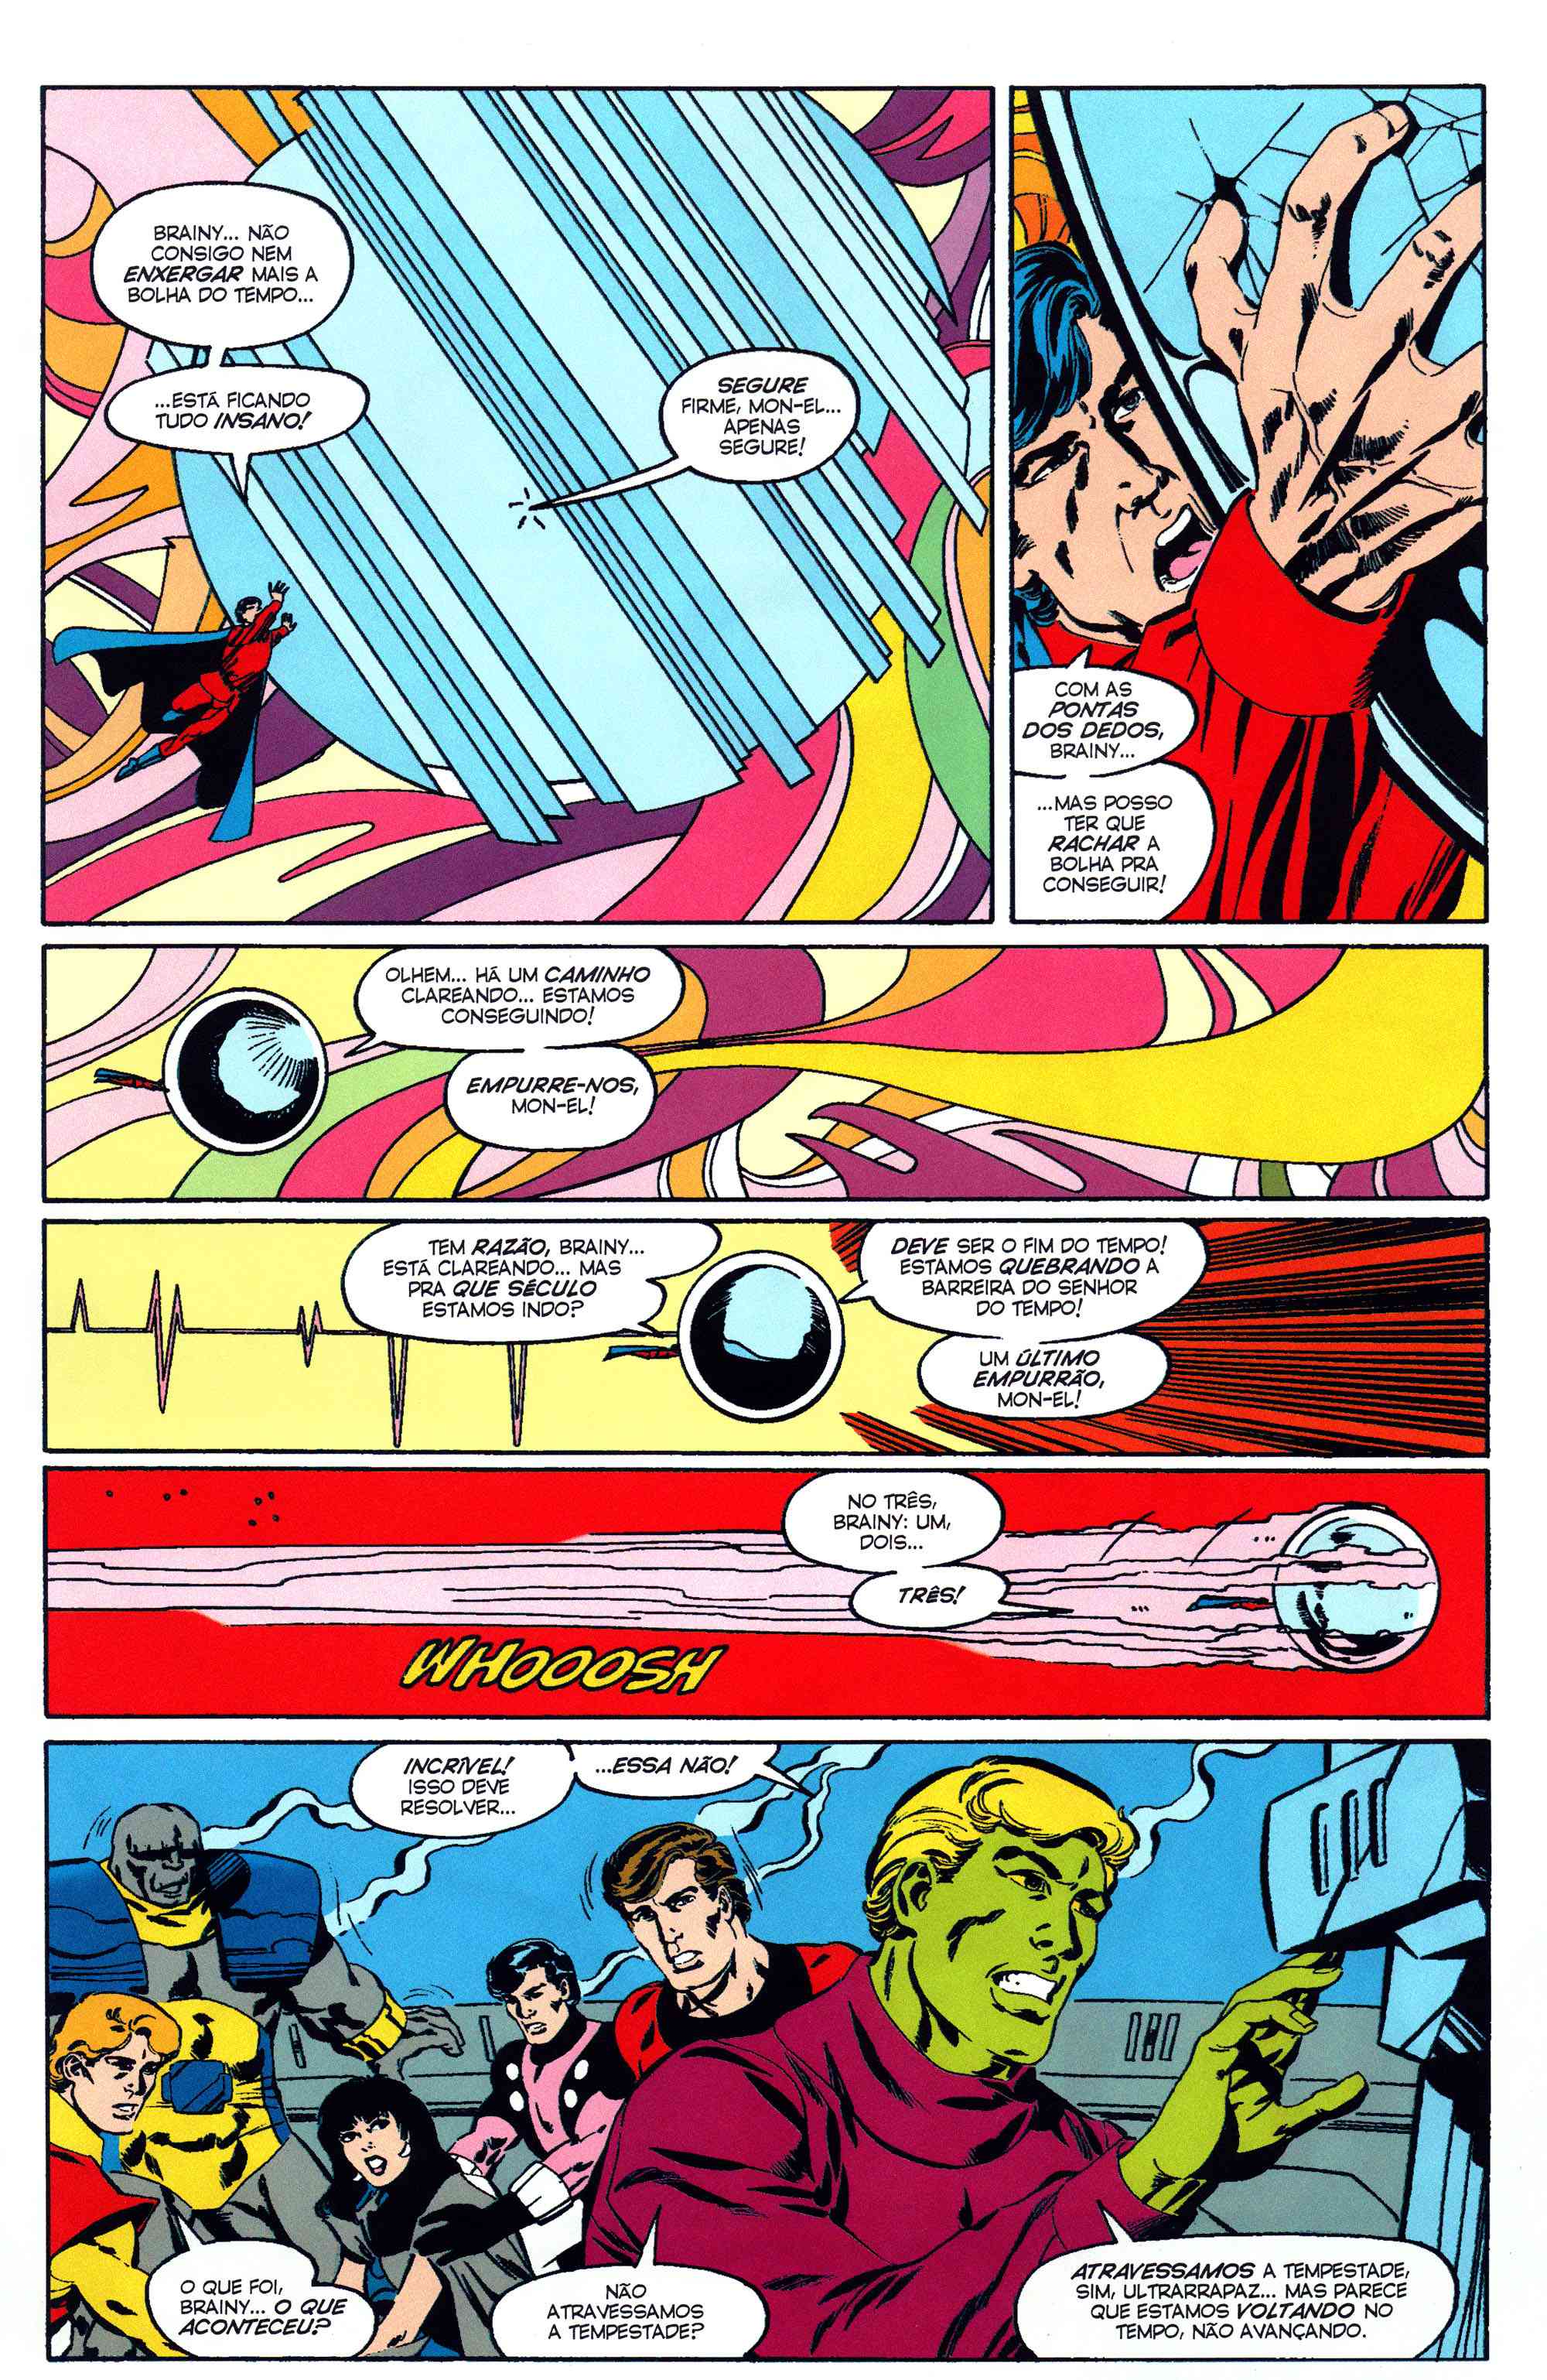 BRAINY... NÃO
CONSIGO NEM
ENXERGAR MAIS A
BOLHA DO TEMPO...
...ESTÁ FICANDO
TUDO INSANO!
SEGURE
FIRME, MON-EL...
APENAS
SEGURE!
COM AS
PONTAS
DOS DEDOS,
BRAINY...
...MAS POSSO
TER QUE
RACHAR A
BOLHA PRA
CONSEGUIR!
OLHEM... HÁ UM CAMINHO
CLAREANDO... ESTAMOS
CONSEGUINDO!
EMPURRE-NOS,
MON-EL!
TEM RAZÃO, BRAINY...
ESTÁ CLAREANDO... MAS
PRA QUE SÉCULO
ESTAMOS INDO?
DEVE SER O FIM DO TEMPO!
ESTAMOS QUEBRANDO A
BARREIRA DO SENHOR
DO TEMPO!
UM ÚLTIMO
EMPURRÃO,
MON-EL!
NO TRÊS,
BRAINY: UM,
DOIS...
TRÊS!
WHOOOSH
INCRÍVEL!
ISSO DEVE
RESOLVER...
...ESSA NÃO!
O QUE FOI,
BRAINY... O QUE
ACONTECEU?
NÃO
ATRAVESSAMOS
A TEMPESTADE?
ATRAVESSAMOS A TEMPESTADE,
SIM, ULTRARRAPAZ... MAS PARECE
QUE ESTAMOS VOLTANDO NO
TEMPO, NÃO AVANÇANDO.